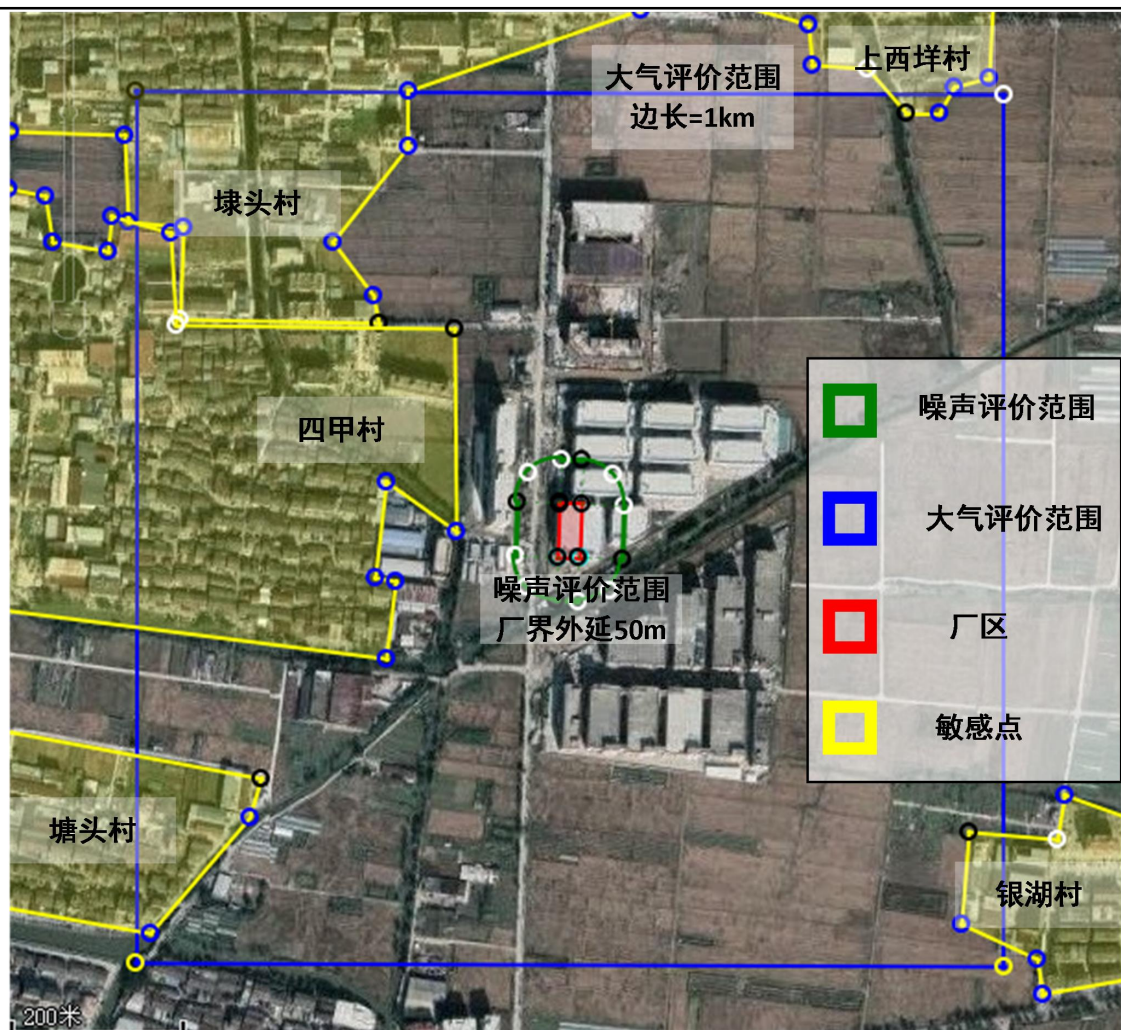 上西垟村
大气评价范围
边长=1km
埭头村
四甲村
噪声评价范围
厂界外延50m
噪声评价范围
大气评价范围
厂区
敏感点
塘头村
银湖村
200米